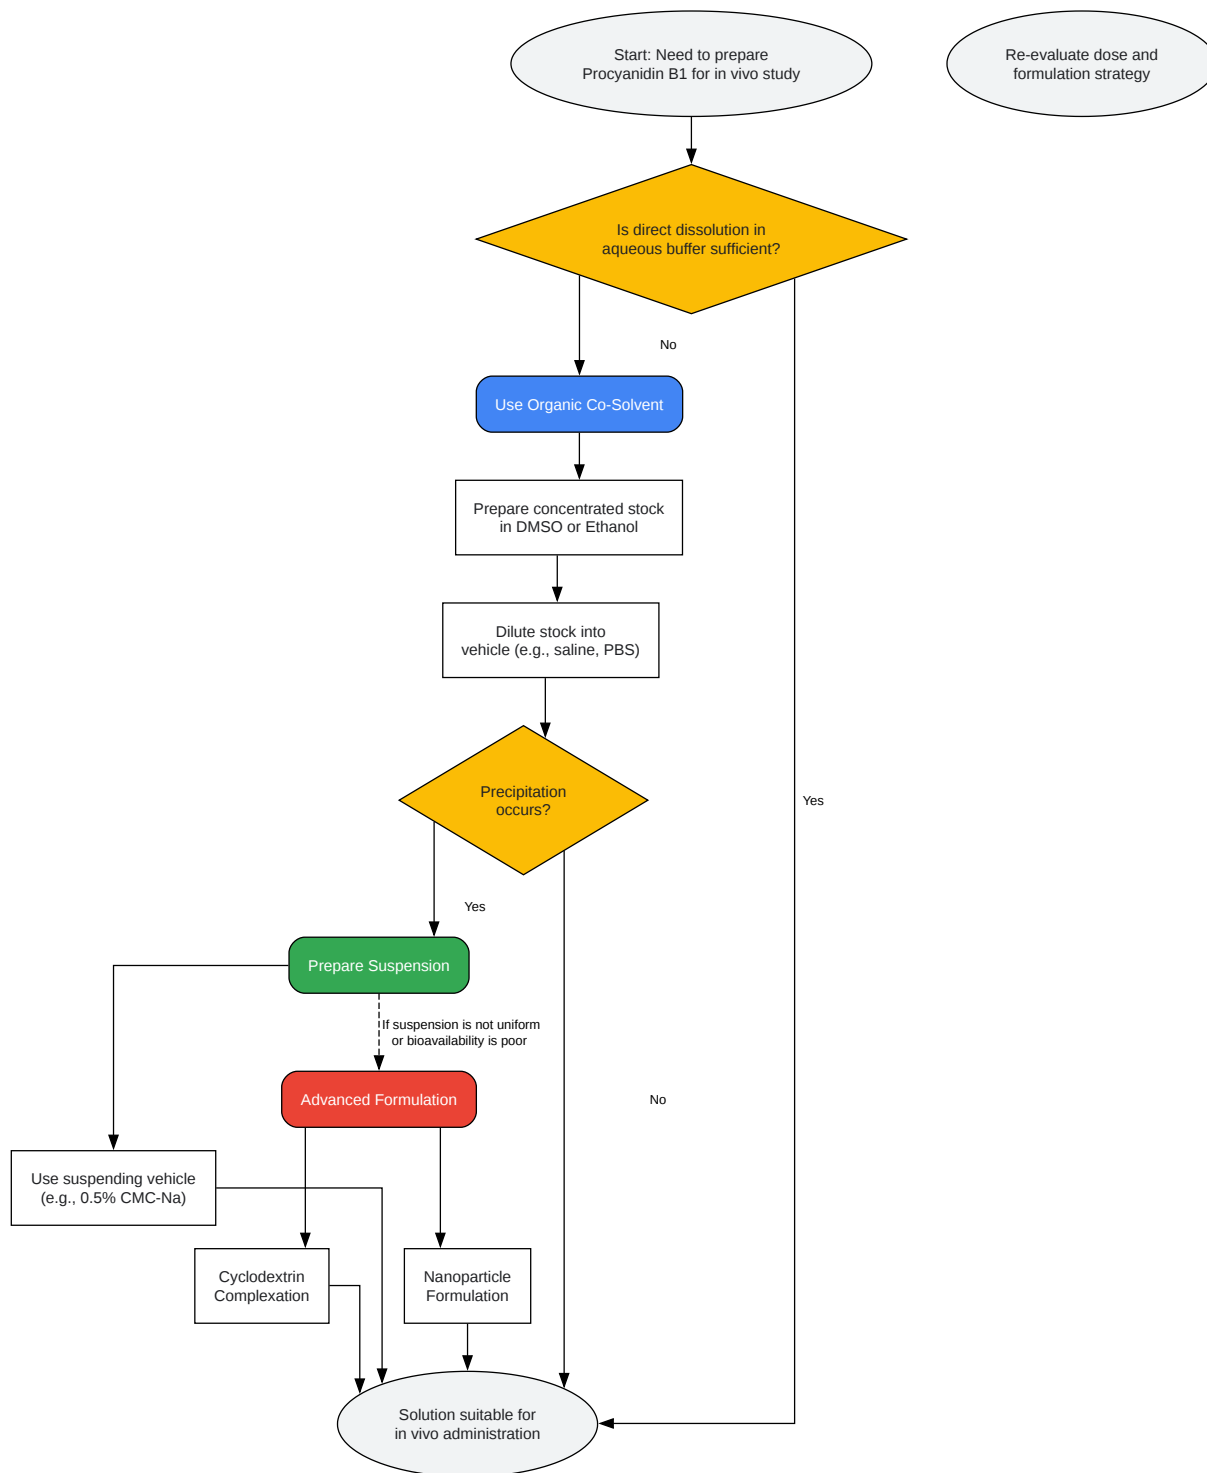 Start: Need to prepare
Procyanidin B1 for in vivo study
Re-evaluate dose and
formulation strategy
Is direct dissolution in
aqueous buffer sufficient?
No
Use Organic Co-Solvent
Prepare concentrated stock
in DMSO or Ethanol
Dilute stock into
vehicle (e.g., saline, PBS)
Precipitation
occurs?
Yes
Yes
Prepare Suspension
If suspension is not uniform
or bioavailability is poor
Advanced Formulation
No
Use suspending vehicle
(e.g., 0.5% CMC-Na)
Cyclodextrin
Complexation
Nanoparticle
Formulation
Solution suitable for
in vivo administration